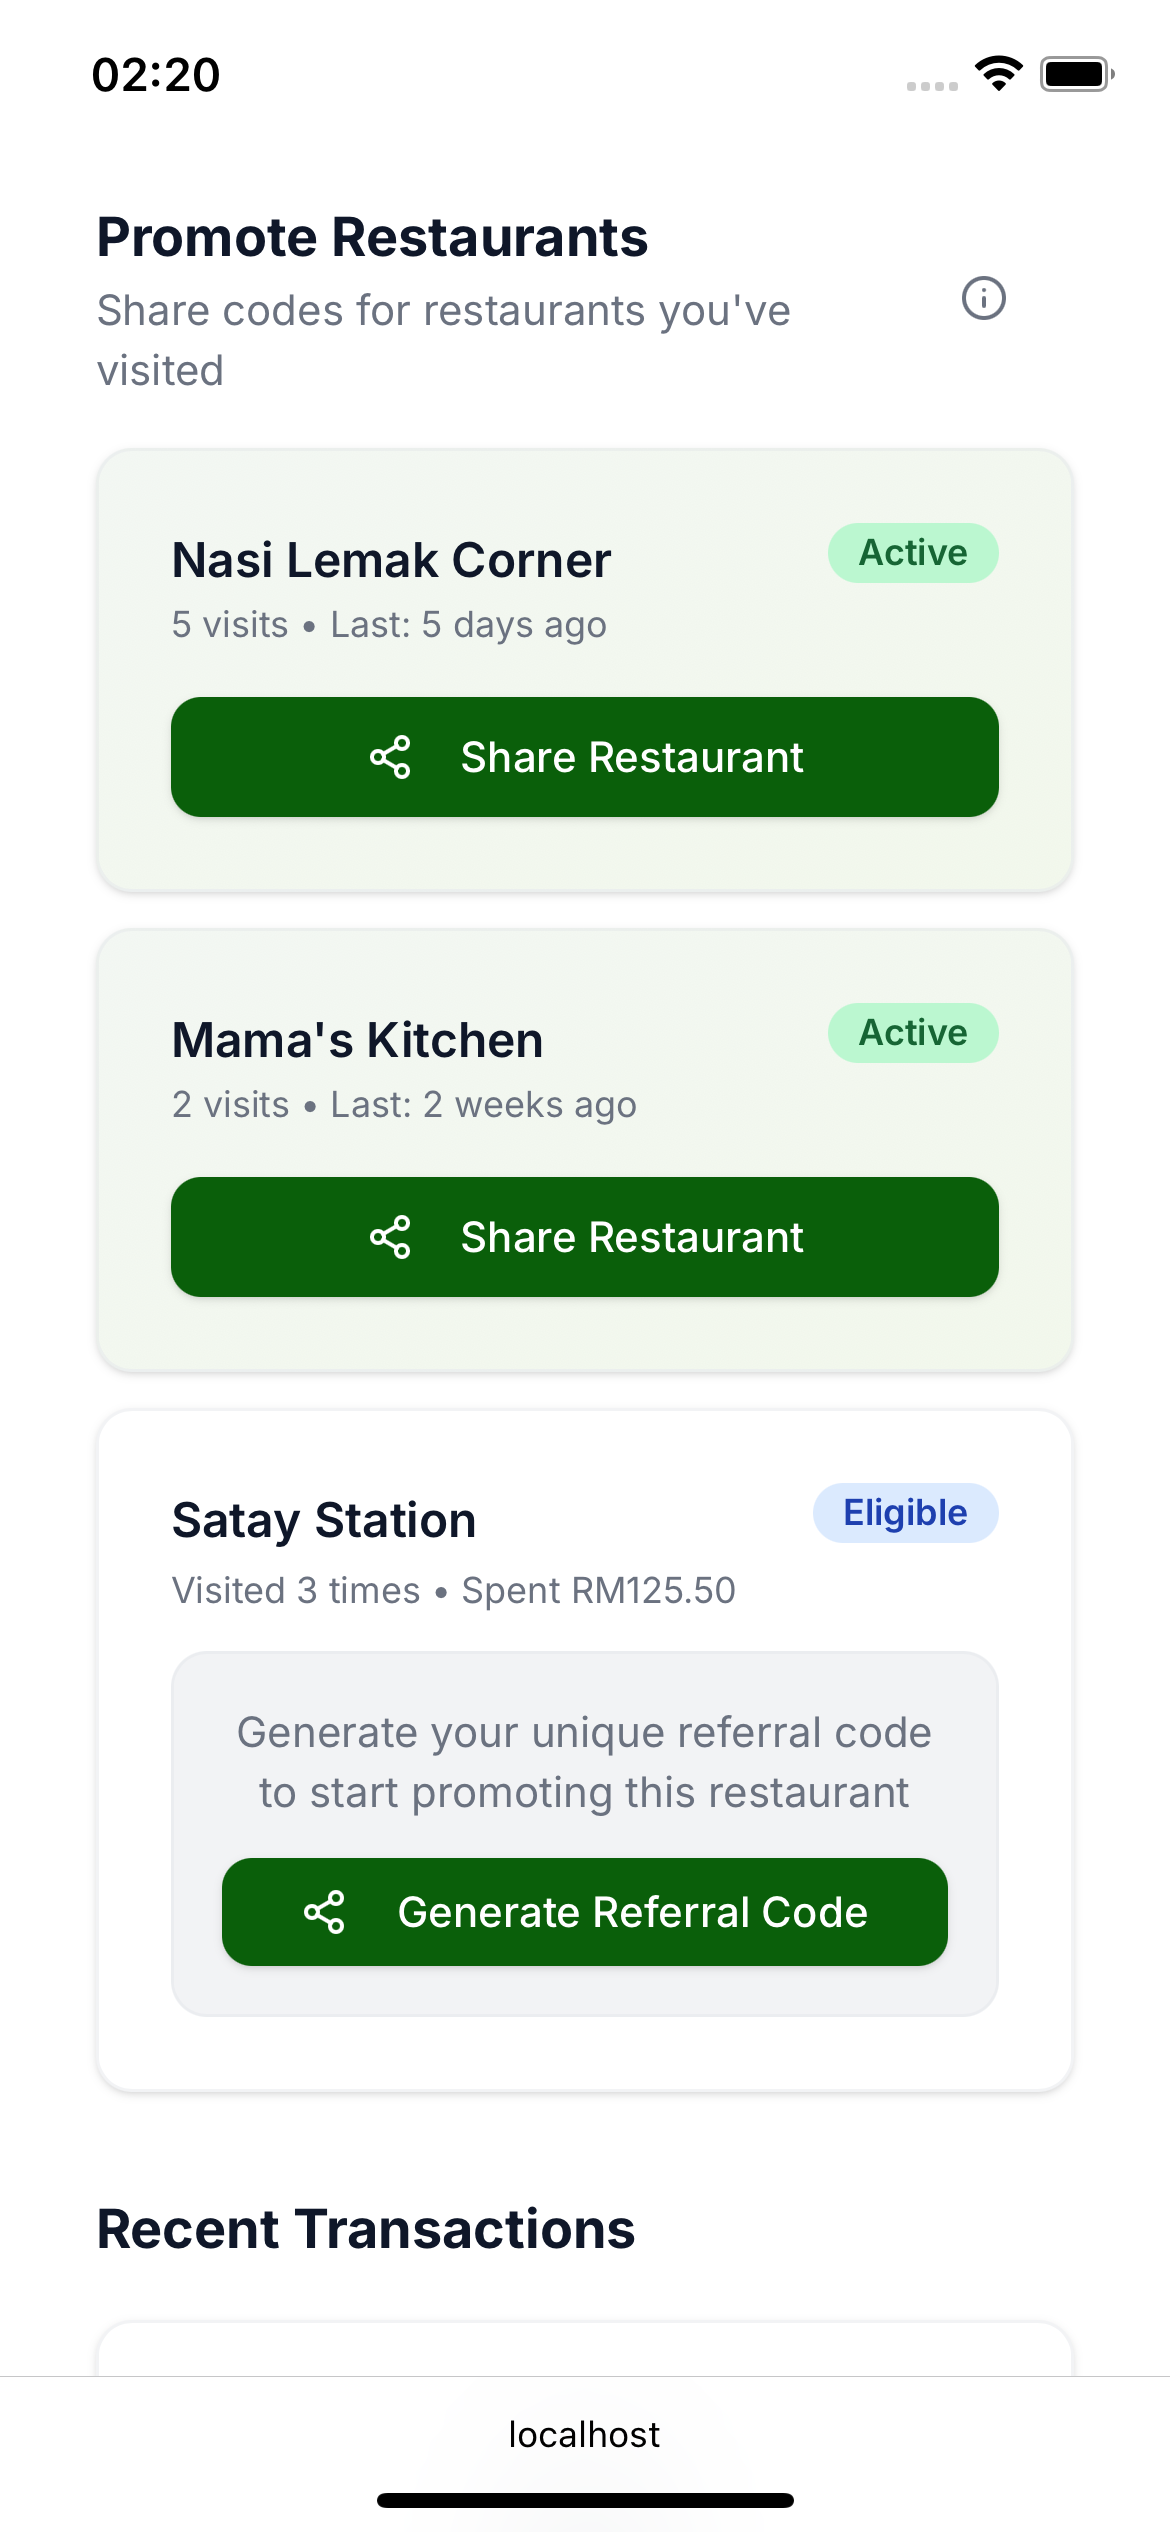 02:20
Promote Restaurants
Share codes for restaurants you've
visited
Nasi Lemak Corner
Active
5 visits • Last: 5 days ago
Share Restaurant
Mama's Kitchen
Active
2 visits • Last: 2 weeks ago
Share Restaurant
Satay Station
Eligible
Visited 3 times • Spent RM125.50
Generate your unique referral code
to start promoting this restaurant
Generate Referral Code
Recent Transactions
localhost